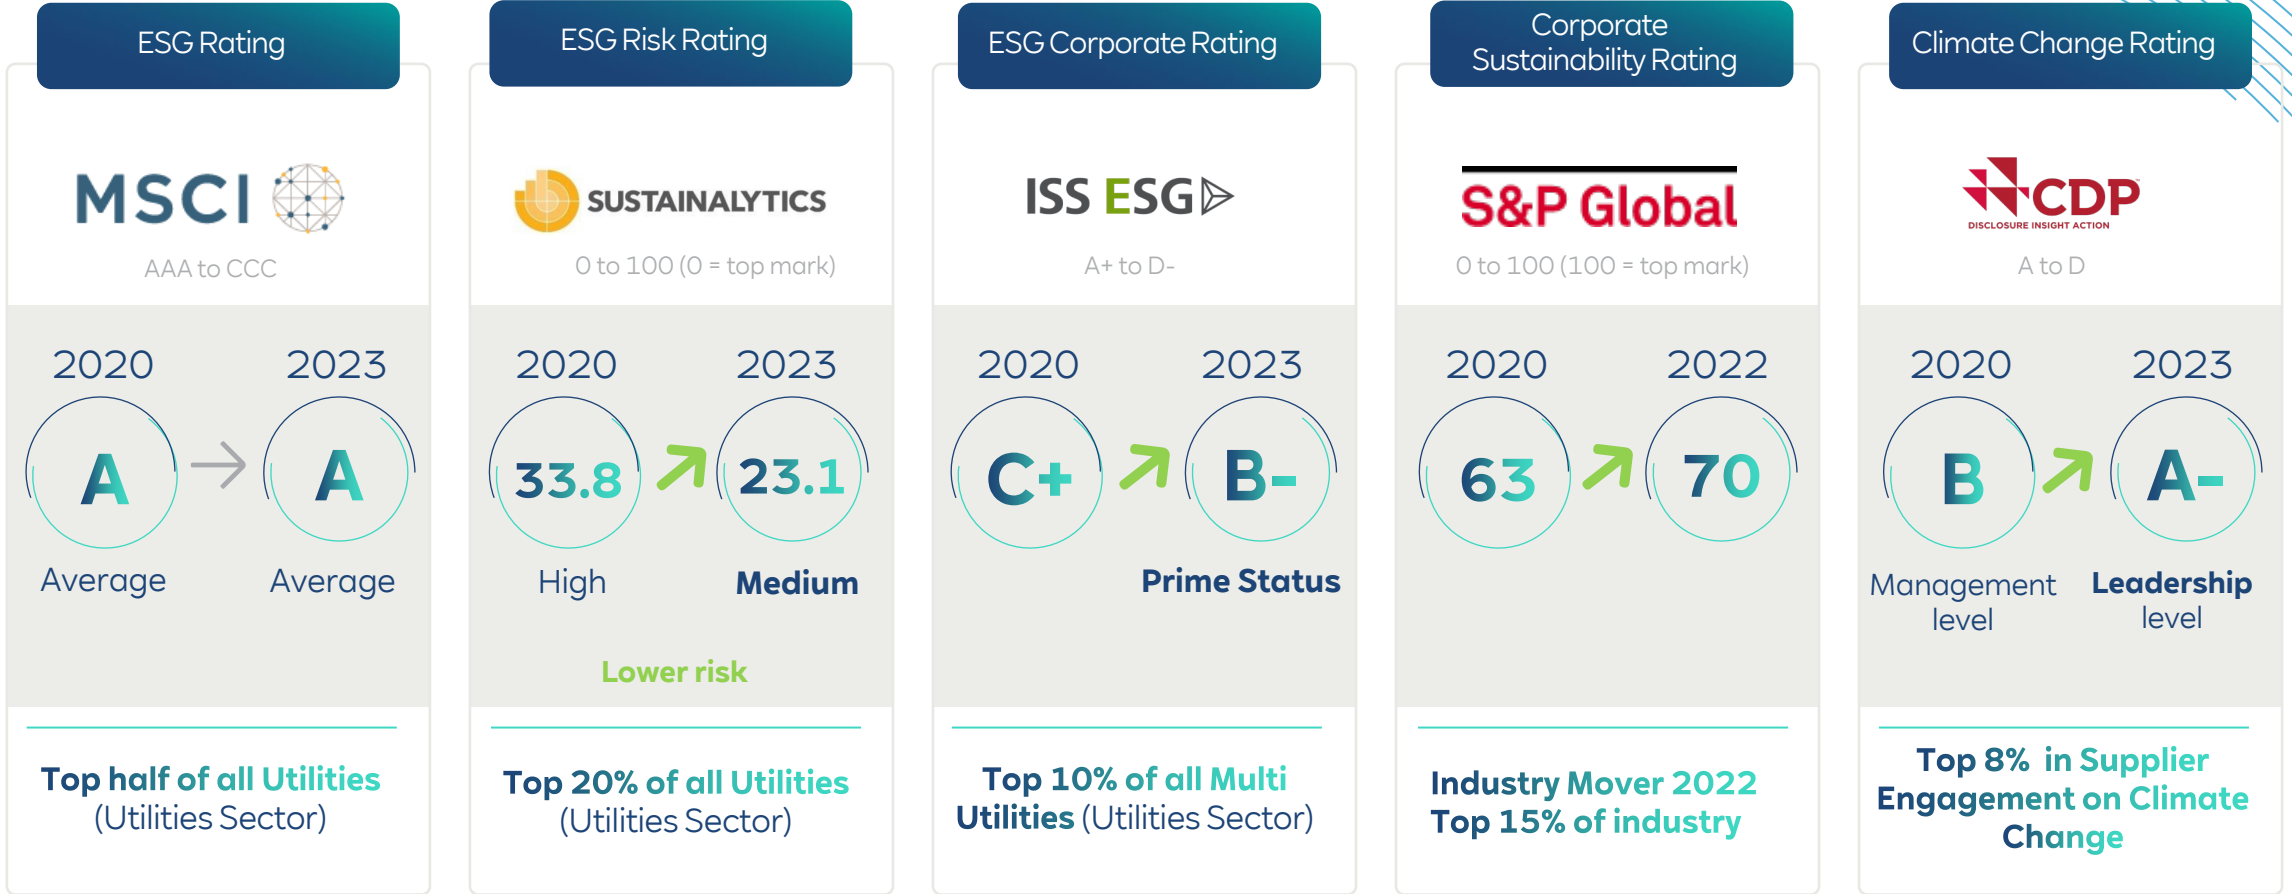 ESG Rating
MSCI
AAA to CCC
2020
2023
A
A
Average
Average
Top half of all Utilities
(Utilities Sector)
ESG Risk Rating
SUSTAINALYTICS
0 to 100 (0 = top mark)
2020
2023
33.8
23.1
High
Medium
Lower risk
Top 20% of all Utilities
(Utilities Sector)
ESG Corporate Rating
ISS ESG
A+ to D-
2020
2023
C+
B-
Prime Status
Top 10% of all Multi
Utilities (Utilities Sector)
Corporate
Sustainability Rating
S&P Global
0 to 100 (100 = top mark)
2020
2022
63
70
Industry Mover 2022
Top 15% of industry
Climate Change Rating
CDP
DISCLOSURE INSIGHT ACTION
A to D
2020
2023
B
A-
Management
level
Leadership
level
Top 8% in Supplier
Engagement on Climate
Change